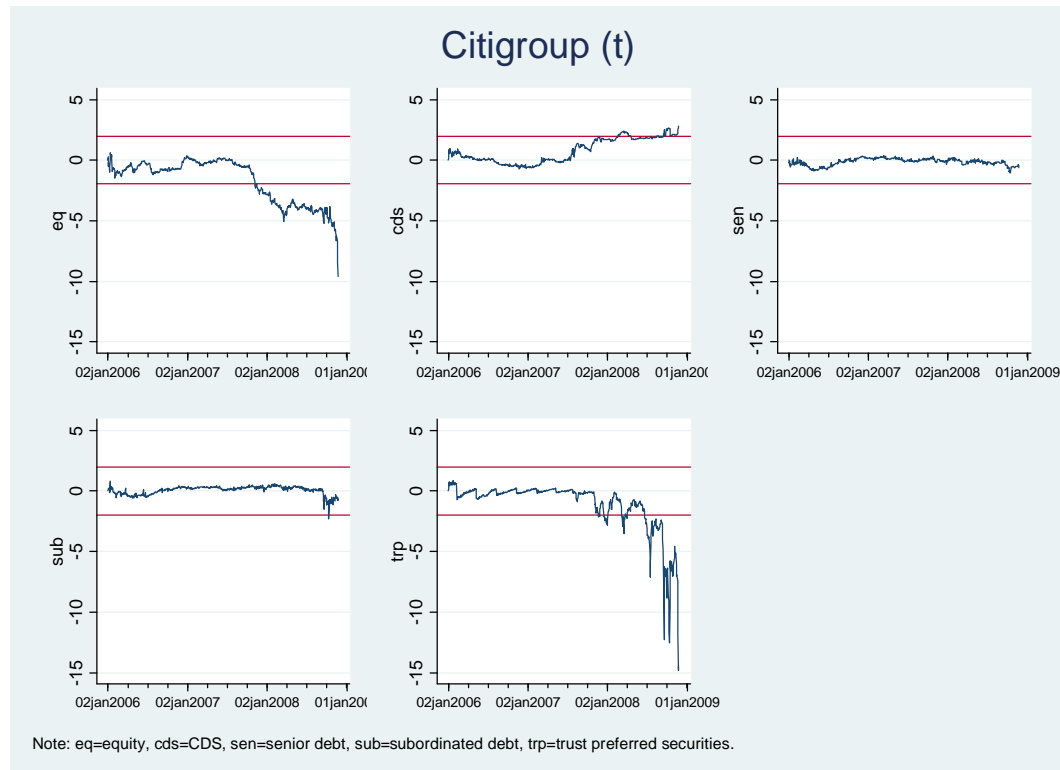 Citigroup (t)
5
0
-5
-10
-15
eq
02jan2006 02jan2007 02jan2008 01jan200
5
0
-5
-10
-15
cds
02jan2006 02jan2007 02jan2008 01jan200
5
0
-5
-10
-15
sen
02jan2006 02jan2007 02jan2008 01jan2009
5
0
-5
-10
-15
sub
02jan2006 02jan2007 02jan2008 01jan200
5
0
-5
-10
-15
trp
02jan2006 02jan2007 02jan2008 01jan2009
Note: eq=equity, cds=CDS, sen=senior debt, sub=subordinated debt, trp=trust preferred securities.